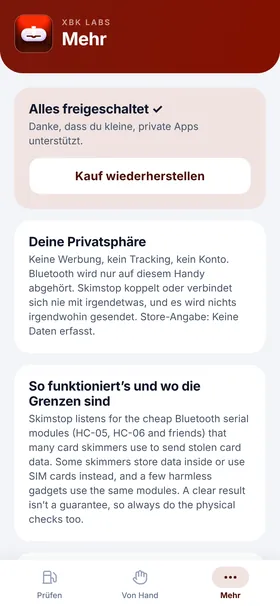 XBK LABS
Mehr
Alles freigeschaltet ✓
Danke, dass du kleine, private Apps
unterstützt.
Kauf wiederherstellen
Deine Privatsphäre
Keine Werbung, kein Tracking, kein Konto.
Bluetooth wird nur auf diesem Handy
abgehört. Skimstop koppelt oder verbindet
sich nie mit irgendetwas, und es wird nichts
irgendwohin gesendet. Store-Angabe: Keine
Daten erfasst.
So funktioniert's und wo die
Grenzen sind
Skimstop listens for the cheap Bluetooth serial
modules (HC-05, HC-06 and friends) that
many card skimmers use to send stolen card
data. Some skimmers store data inside or use
SIM cards instead, and a few harmless
gadgets use the same modules. A clear result
isn't a guarantee, so always do the physical
checks too.
Prüfen
Von Hand
Mehr